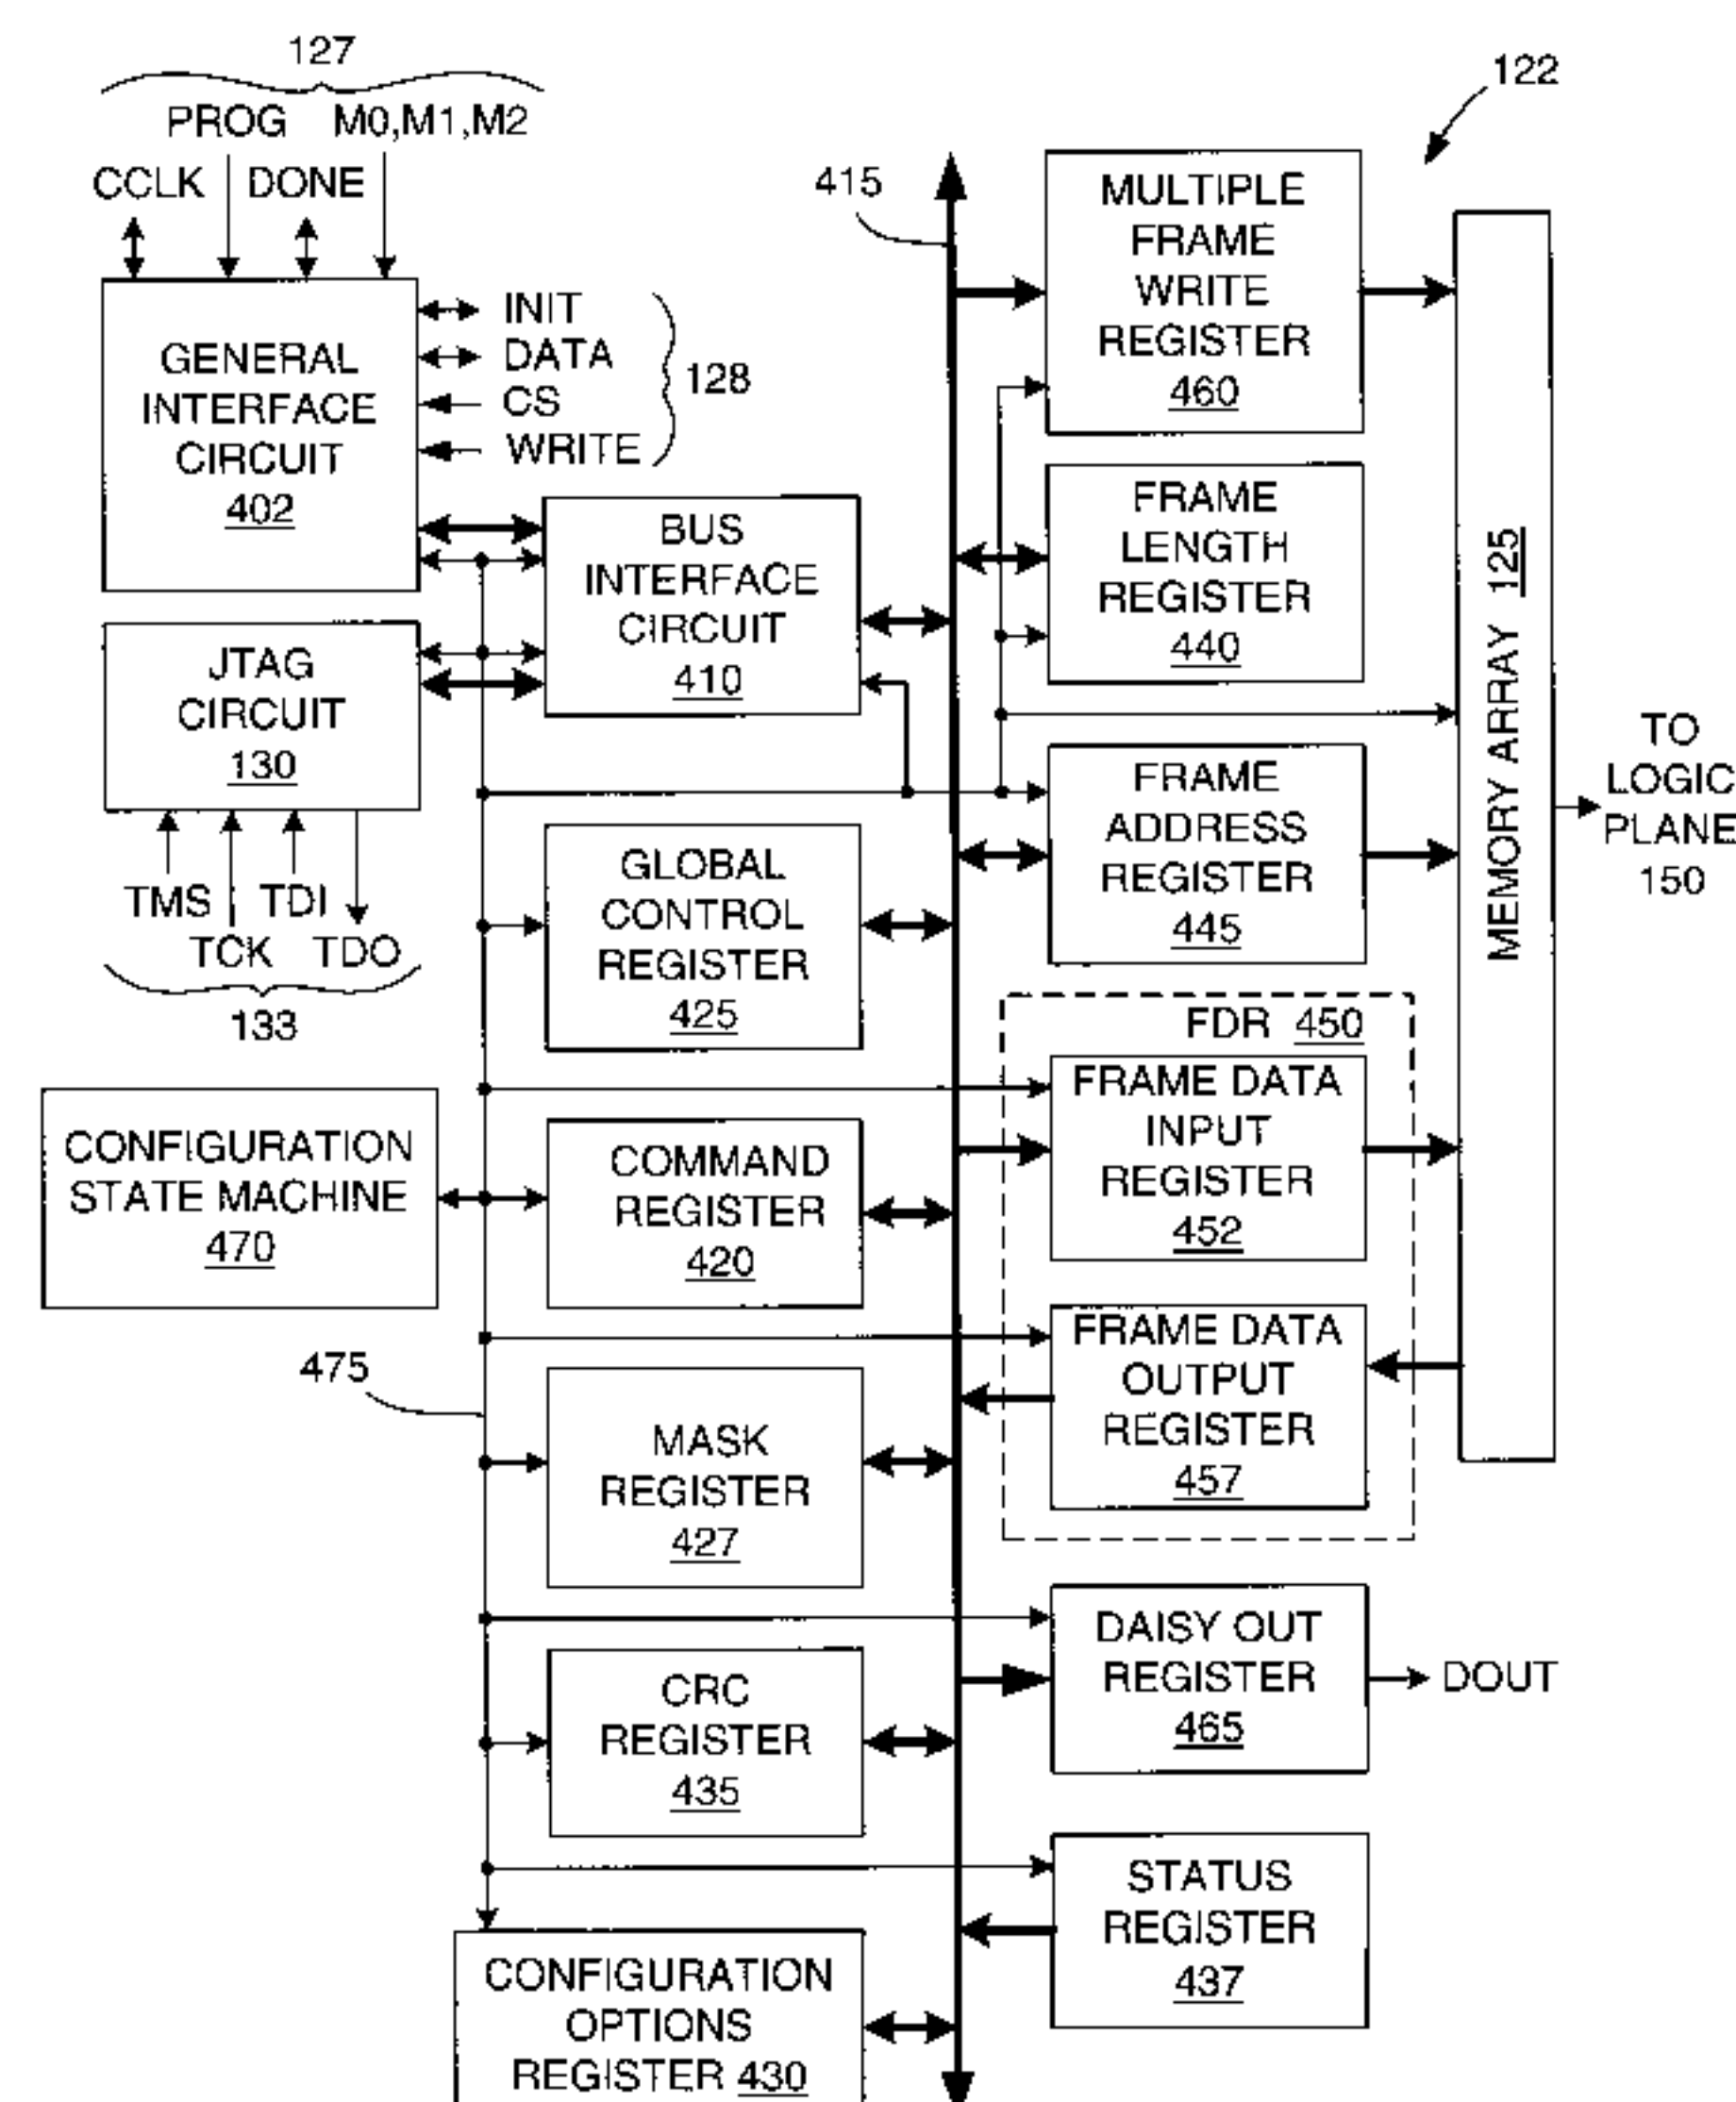 127
PROG M0,M1,M2
CCLK DONE
GENERAL
INTERFACE
CIRCUIT
402
INIT
DATA
CS
WRITE
128
JTAG
CIRCUIT
130
TMS TDI
TCK TDO
133
BUS
INTERFACE
CIRCUIT
410
GLOBAL
CONTROL
REGISTER
425
CONFIGURATION
STATE MACHINE
470
COMMAND
REGISTER
420
475
MASK
REGISTER
427
CRC
REGISTER
435
CONFIGURATION
OPTIONS
REGISTER 430
415
122
MULTIPLE
FRAME
WRITE
REGISTER
460
FRAME
LENGTH
REGISTER
440
FRAME
ADDRESS
REGISTER
445
FDR 450
FRAME DATA
INPUT
REGISTER
452
FRAME DATA
OUTPUT
REGISTER
457
DAISY OUT
REGISTER
465
DOUT
STATUS
REGISTER
437
MEMORY ARRAY 125
TO
LOGIC
PLANE
150